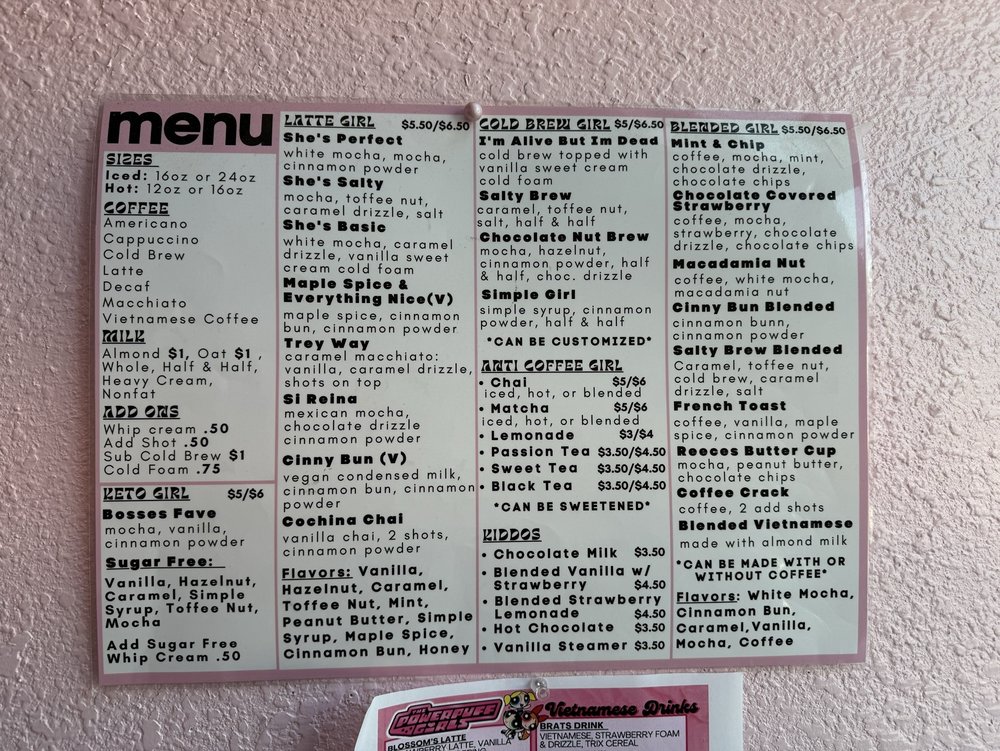 menu
SIZES
Iced: 16oz or 24oz
Hot: 12oz or 16oz
COFFEE
Americano
Cappuccino
Cold Brew
Latte
Decaf
Macchiato
Vietnamese Coffee
MILK
Almond $1, Oat $1 ,
Whole, Half & Half,
Heavy Cream,
Nonfat
ADD ONS
Whip cream .50
Add Shot .50
Sub Cold Brew $1
Cold Foam .75
KETO GIRL $5/$6
Bosses Fave
mocha, vanilla,
cinnamon powder
Sugar Free:
Vanilla, Hazelnut,
Caramel, Simple
Syrup, Toffee Nut,
Mocha
Add Sugar Free
Whip Cream .50
LATTE GIRL $5.50/$6.50
She's Perfect
white mocha, mocha,
cinnamon powder
She's Salty
mocha, toffee nut,
caramel drizzle, salt
She's Basic
white mocha, caramel
drizzle, vanilla sweet
cream cold foam
Maple Spice &
Everything Nice(V)
maple spice, cinnamon
bun, cinnamon powder
Trey Way
caramel macchiato:
vanilla, caramel drizzle,
shots on top
Si Reina
mexican mocha,
chocolate drizzle
cinnamon powder
Cinny Bun (V)
vegan condensed milk,
cinnamon bun, cinnamon
powder
Cochina Chai
vanilla chai, 2 shots,
cinnamon powder
Flavors: Vanilla,
Hazelnut, Caramel,
Toffee Nut, Mint,
Peanut Butter, Simple
Syrup, Maple Spice,
Cinnamon Bun, Honey
COLD BREW GIRL $5/$6.50
I'm Alive But Im Dead
cold brew topped with
vanilla sweet cream
cold foam
Salty Brew
caramel, toffee nut,
salt, half & half
Chocolate Nut Brew
mocha, hazelnut,
cinnamon powder, half
& half, choc. drizzle
Simple Girl
simple syrup, cinnamon
powder, half & half
*CAN BE CUSTOMIZED*
ANTI COFFEE GIRL
• Chai $5/$6
iced, hot, or blended
• Matcha $5/$6
iced, hot, or blended
• Lemonade $3/$4
• Passion Tea $3.50/$4.50
• Sweet Tea $3.50/$4.50
• Black Tea $3.50/$4.50
*CAN BE SWEETENED*
KIDDOS
• Chocolate Milk $3.50
• Blended Vanilla w/
Strawberry $4.50
• Blended Strawberry
Lemonade $4.50
• Hot Chocolate $3.50
• Vanilla Steamer $3.50
BLENDED GIRL $5.50/$6.50
Mint & Chip
coffee, mocha, mint,
chocolate drizzle,
chocolate chips
Chocolate Covered
Strawberry
coffee, mocha,
strawberry, chocolate
drizzle, chocolate chips
Macadamia Nut
coffee, white mocha,
macadamia nut
Cinny Bun Blended
cinnamon bunn,
cinnamon powder
Salty Brew Blended
Caramel, toffee nut,
cold brew, caramel
drizzle, salt
French Toast
coffee, vanilla, maple
spice, cinnamon powder
Reeces Butter Cup
mocha, peanut butter,
chocolate chips
Coffee Crack
coffee, 2 add shots
Blended Vietnamese
made with almond milk
*CAN BE MADE WITH OR
WITHOUT COFFEE*
Flavors: White Mocha,
Cinnamon Bun,
Caramel,Vanilla,
Mocha, Coffee
THE
POWERPUFF
GIRLS
Vietnamese Drinks
BLOSSOM'S LATTE
LATTE, VANILLA
BRATS DRINK
VIETNAMESE, STRAWBERRY FOAM
& DRIZZLE, TRIX CEREAL